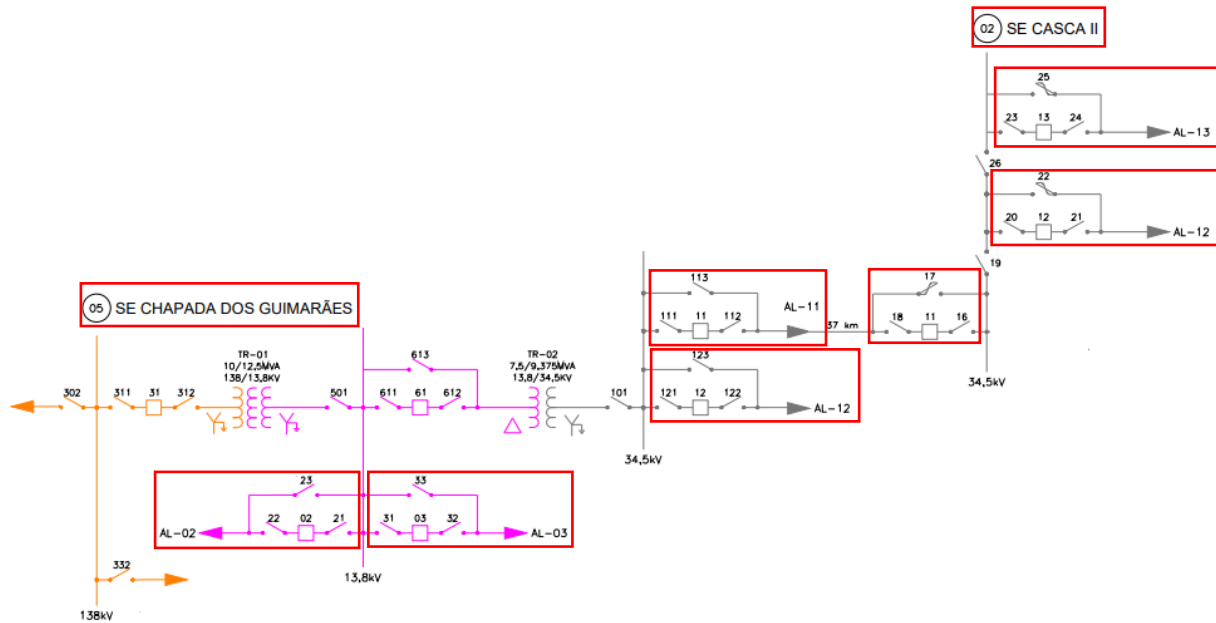 02 SE CASCA II
25
23 13 24 AL-13
26
22
20 12 21 AL-12
19
113
AL-11
111 11 112
37 km
17
18 11 16
34,5kV
05 SE CHAPADA DOS GUIMARÃES
TR-01
10/12,5MVA
138/13,8KV
613
TR-02
7,5/9,375MVA
13,8/34,5KV
123
302 311 31 312
501 611 61 612
101
121 12 122
AL-12
34,5kV
23
33
AL-02 22 02 21
31 03 32 AL-03
332
13,8kV
138kV